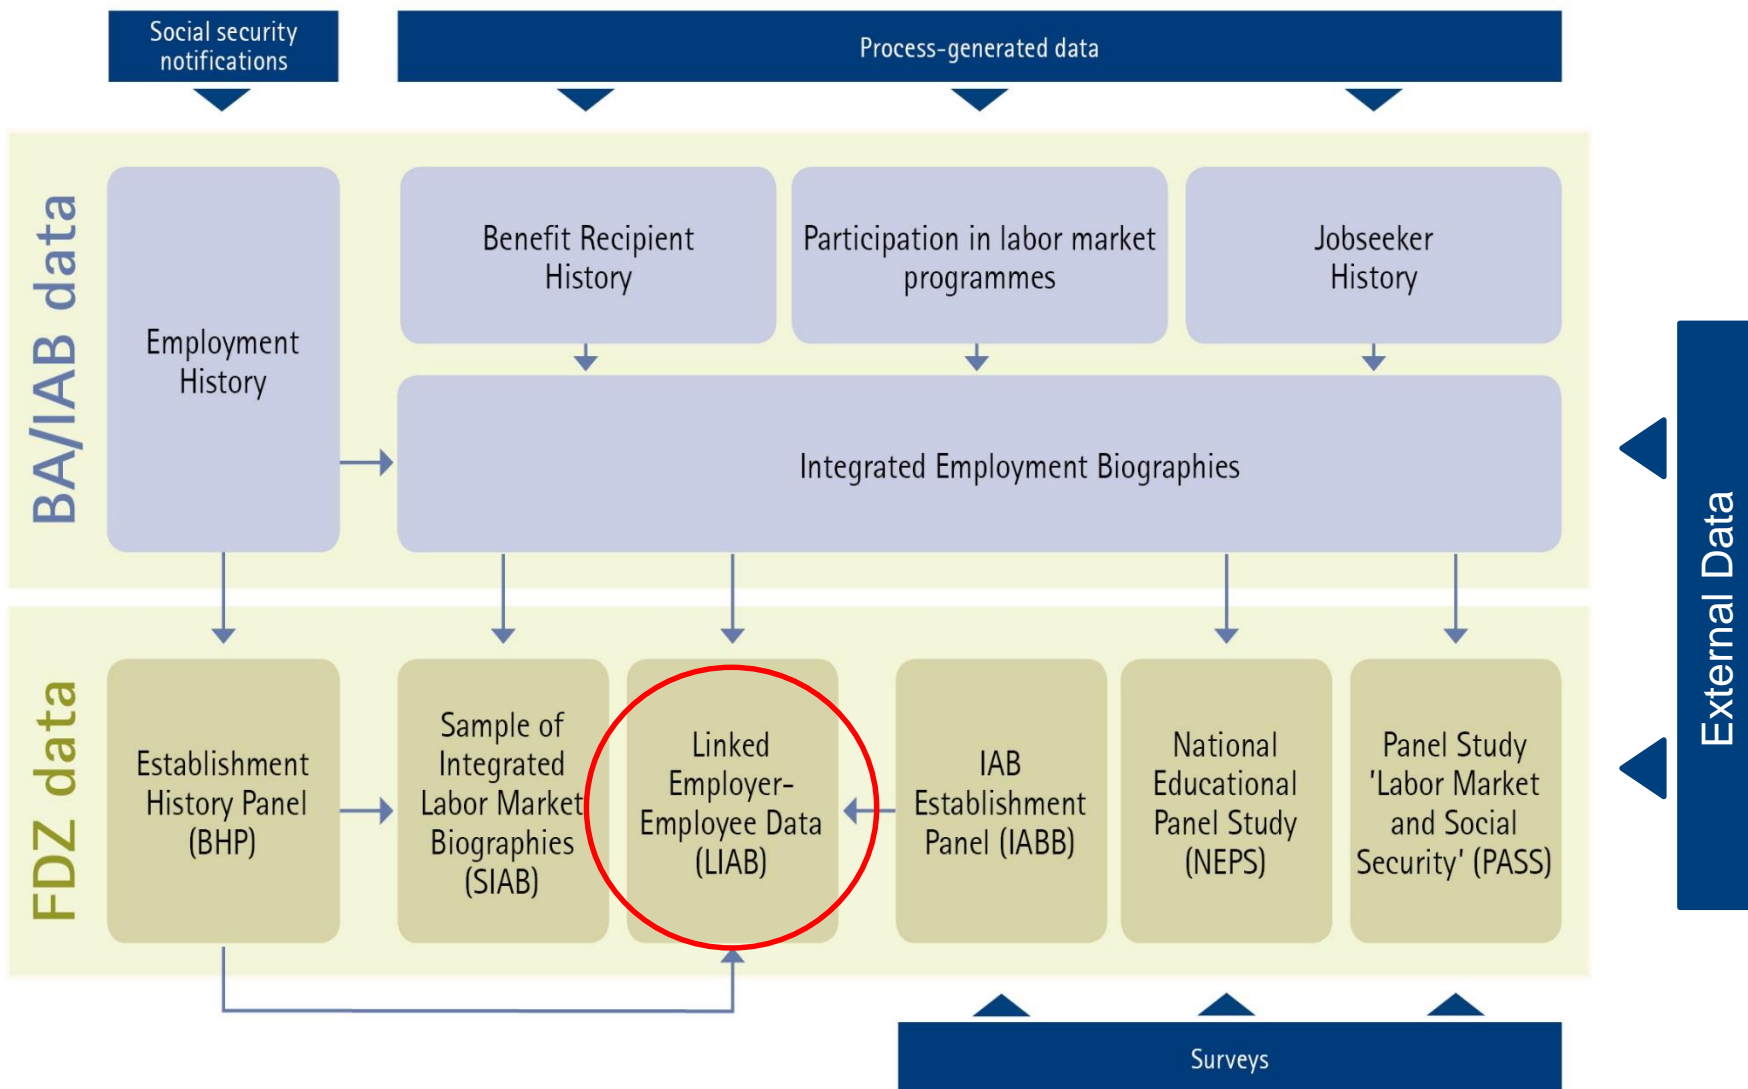 Social security
notifications
Process-generated data
BA/IAB data
Employment
History
Benefit Recipient
History
Participation in labor market
programmes
Jobseeker
History
Integrated Employment Biographies
External Data
FDZ data
Establishment
History Panel
(BHP)
Sample of
Integrated
Labor Market
Biographies
(SIAB)
Linked
Employer-
Employee Data
(LIAB)
IAB
Establishment
Panel (IABB)
National
Educational
Panel Study
(NEPS)
Panel Study
'Labor Market
and Social
Security' (PASS)
Surveys